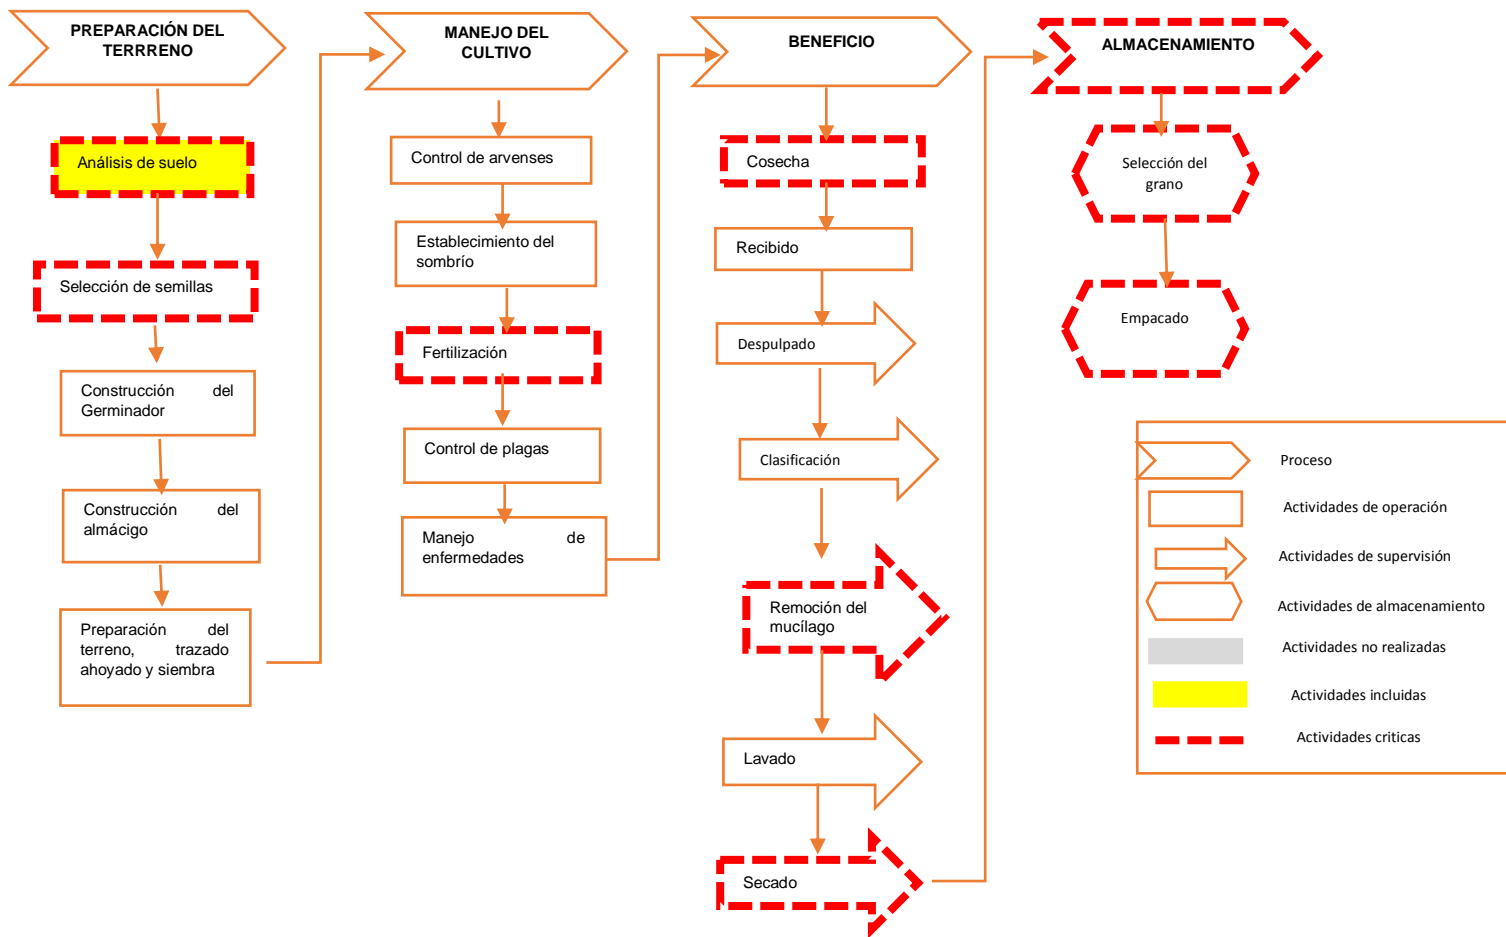 PREPARACIÓN DEL
TERRRENO
Análisis de suelo
Selección de semillas
Construcción del
Germinador
Construcción del
almácigo
Preparación del
terreno, trazado
ahoyado y siembra
MANEJO DEL
CULTIVO
Control de arvenses
Establecimiento del
sombrío
Fertilización
Control de plagas
Manejo de
enfermedades
BENEFICIO
Cosecha
Recibido
Despulpado
Clasificación
Remoción del
mucílago
Lavado
Secado
ALMACENAMIENTO
Selección del
grano
Empacado
Proceso
Actividades de operación
Actividades de supervisión
Actividades de almacenamiento
Actividades no realizadas
Actividades incluidas
Actividades criticas